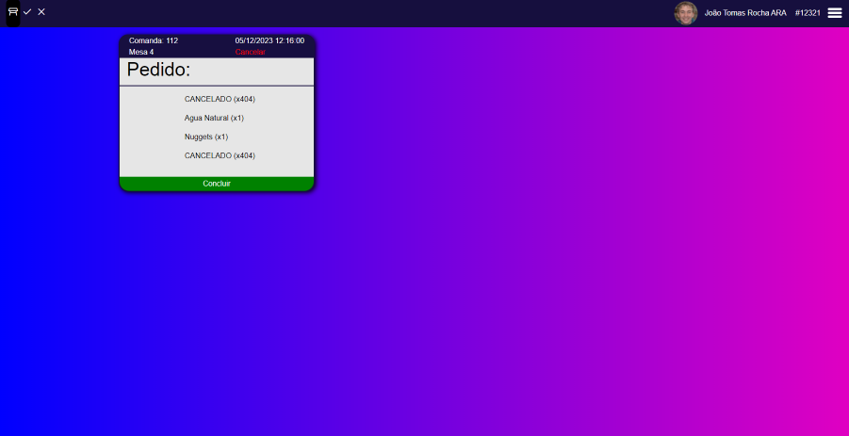 João Tomas Rocha ARA #12321
Comanda: 112 05/12/2023 12:16:00
Mesa 4 Cancelar
Pedido:
CANCELADO (x404)
Agua Natural (x1)
Nuggets (x1)
CANCELADO (x404)
Concluir